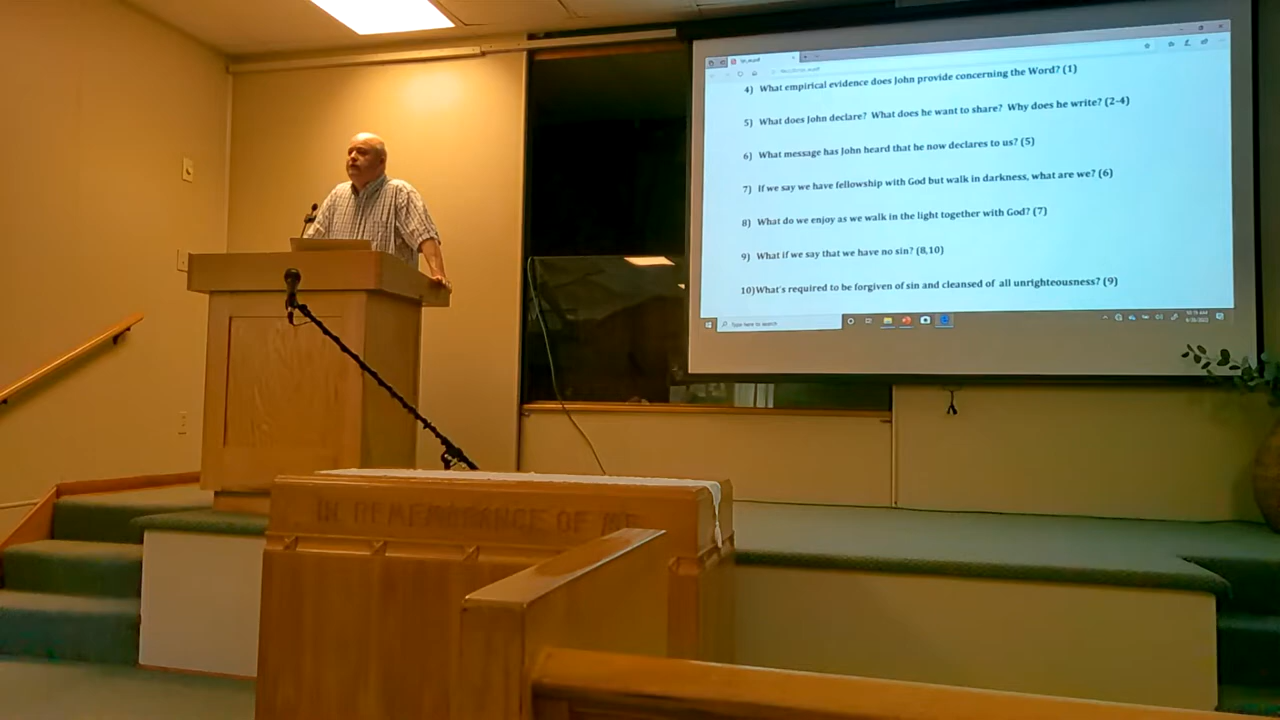 4) What empirical evidence does John provide concerning the Word? (1)
5) What does John declare? What does he want to share? Why does he write? (2-4)
6) What message has John heard that he now declares to us? (5)
7) If we say we have fellowship with God but walk in darkness, what are we? (6)
8) What do we enjoy as we walk in the light together with God? (7)
9) What if we say that we have no sin? (8,10)
10)What's required to be forgiven of sin and cleansed of all unrighteousness? (9)
Type here to search
IN REMEMBRANCE OF ME